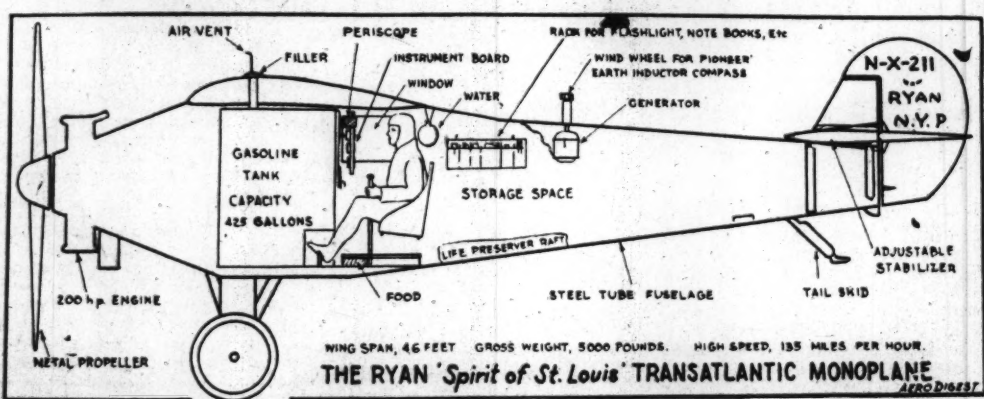 AIR VENT
FILLER
PERISCOPE
INSTRUMENT BOARD
WINDOW
WATER
RACK FOR FLASHLIGHT, NOTE BOOKS, Etc
WIND WHEEL FOR PIONEER
EARTH INDUCTOR COMPASS
GENERATOR
N-X-211
RYAN
N.Y.P
GASOLINE
TANK
CAPACITY
425 GALLONS
STORAGE SPACE
LIFE PRESERVER RAFT
ADJUSTABLE
STABILIZER
200 h.p. ENGINE
FOOD
STEEL TUBE FUSELAGE
TAIL SKID
METAL PROPELLER
WING SPAN, 46 FEET GROSS WEIGHT, 5000 POUNDS. HIGH SPEED, 135 MILES PER HOUR.
THE RYAN 'Spirit of St. Louis' TRANSATLANTIC MONOPLANE
AERO DIGEST